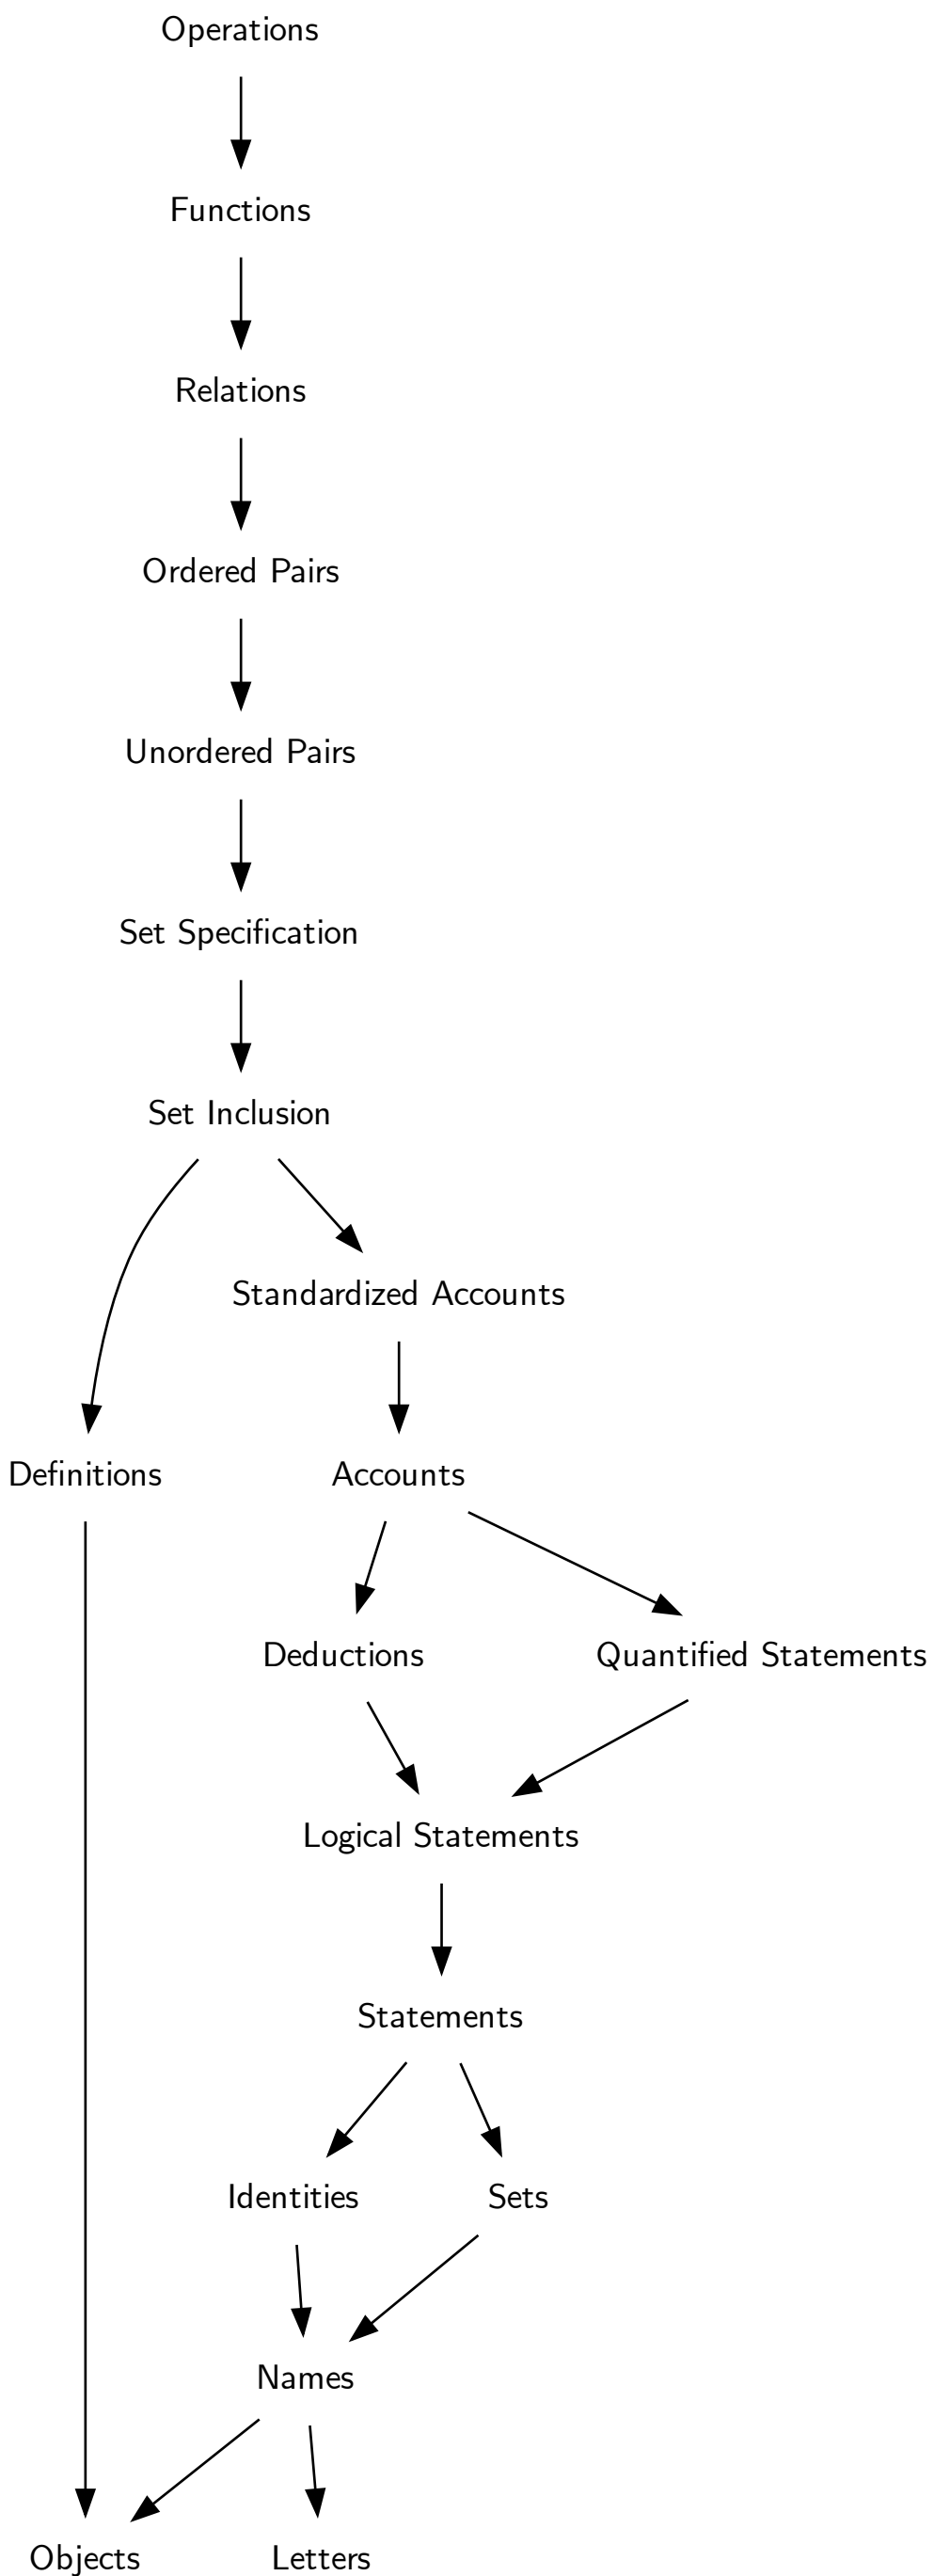 Operations
Functions
Relations
Ordered Pairs
Unordered Pairs
Set Specification
Set Inclusion
Standardized Accounts
Definitions
Accounts
Deductions
Quantified Statements
Logical Statements
Statements
Identities
Sets
Names
Objects
Letters